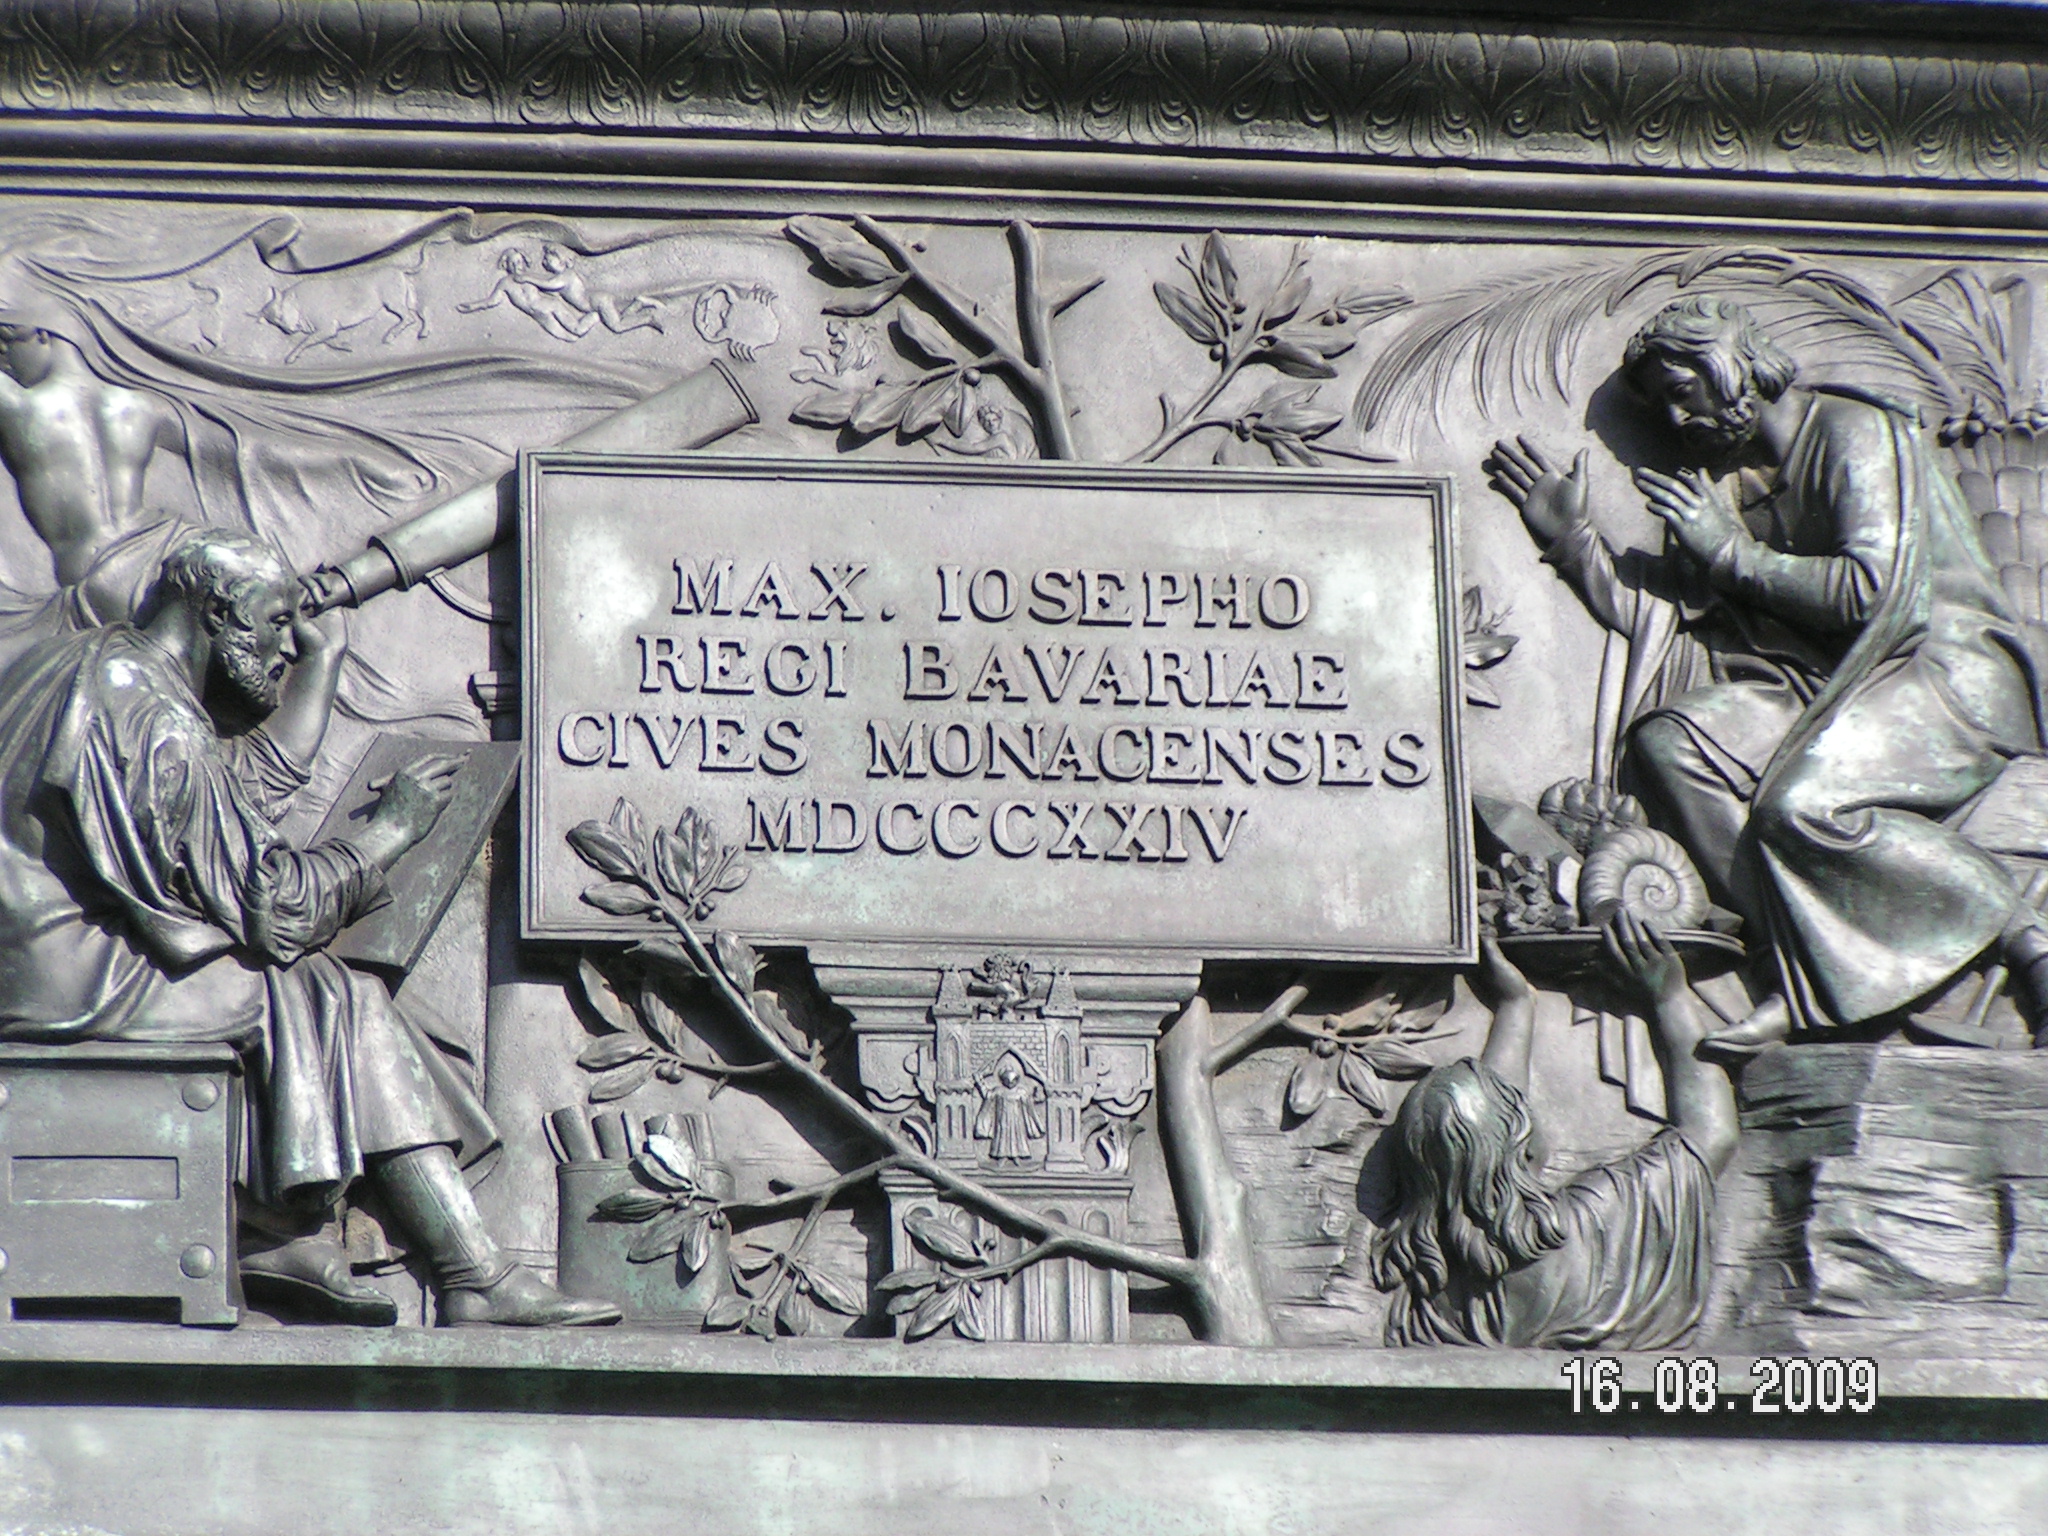 MAX. IOSEPHO
REGI BAVARIAE
CIVES MONACENSES
MDCCCXXIV
16.08.2009